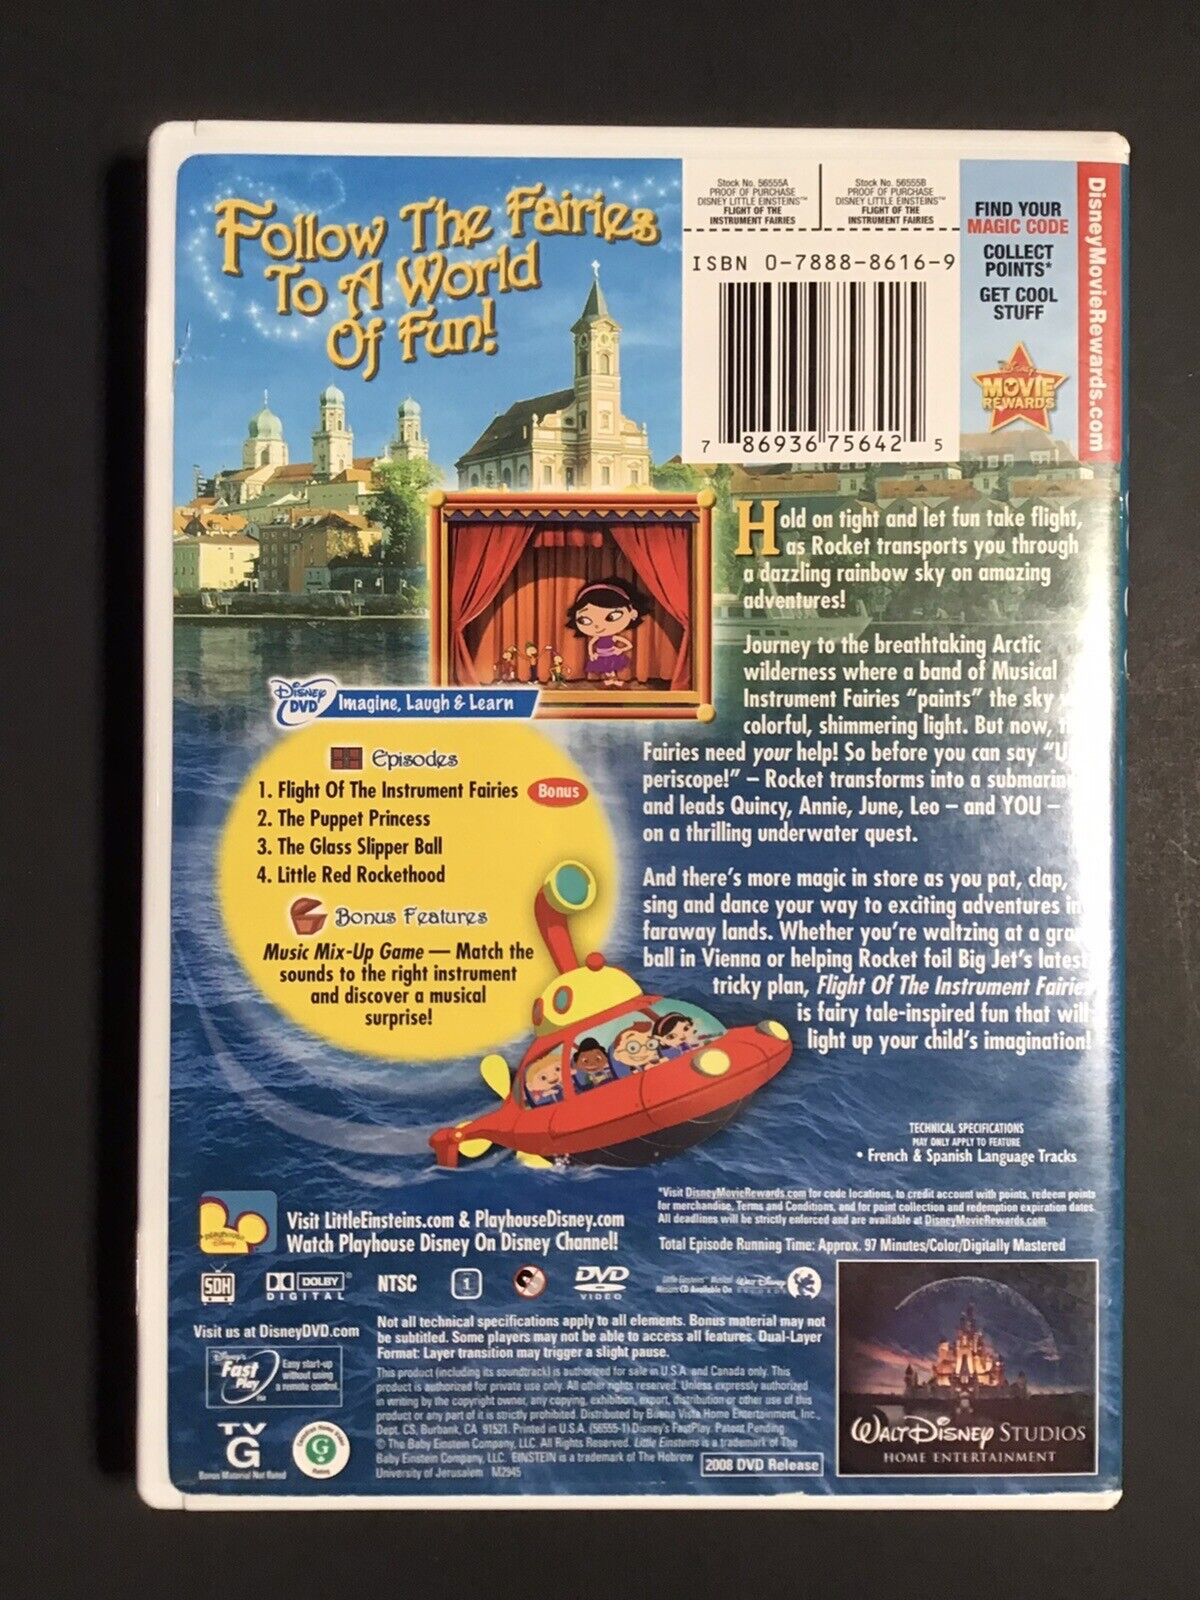 Follow The Fairies
To A World
Of Fun!
Stock No. 56555A
PROOF OF PURCHASE
DISNEY LITTLE EINSTEINS™
FLIGHT OF THE
INSTRUMENT FAIRIES
Stock No. 56555B
PROOF OF PURCHASE
DISNEY LITTLE EINSTEINS™
FLIGHT OF THE
INSTRUMENT FAIRIES
ISBN 0-7888-8616-9
7 86936 75642 5
FIND YOUR
MAGIC CODE
COLLECT
POINTS*
GET COOL
STUFF
Disney
MOVIE
REWARDS
DisneyMovieRewards.com
Hold on tight and let fun take flight,
as Rocket transports you through
a dazzling rainbow sky on amazing
adventures!
Journey to the breathtaking Arctic
wilderness where a band of Musical
Instrument Fairies “paints” the sky
colorful, shimmering light. But now,
Fairies need your help! So before you can say “U
periscope!” – Rocket transforms into a submarin
and leads Quincy, Annie, June, Leo – and YOU –
on a thrilling underwater quest.
And there’s more magic in store as you pat, clap,
sing and dance your way to exciting adventures in
faraway lands. Whether you’re waltzing at a gra
ball in Vienna or helping Rocket foil Big Jet’s latest
tricky plan, Flight Of The Instrument Fairie
is fairy tale-inspired fun that will
light up your child’s imagination!
Disney
DVD Imagine, Laugh & Learn
Episodes
1. Flight Of The Instrument Fairies Bonus
2. The Puppet Princess
3. The Glass Slipper Ball
4. Little Red Rockethood
Bonus Features
Music Mix-Up Game — Match the
sounds to the right instrument
and discover a musical
surprise!
TECHNICAL SPECIFICATIONS
MAY ONLY APPLY TO FEATURE
• French & Spanish Language Tracks
playhouse
Disney
Visit LittleEinsteins.com & PlayhouseDisney.com
Watch Playhouse Disney On Disney Channel!
*Visit DisneyMovieRewards.com for code locations, to credit account with points, redeem points
for merchandise, Terms and Conditions, and for point collection and redemption expiration dates.
All deadlines will be strictly enforced and are available at DisneyMovieRewards.com
Total Episode Running Time: Approx. 97 Minutes/Color/Digitally Mastered
SDH
DOLBY
DIGITAL
NTSC
1
DVD
VIDEO
Little Einsteins Musical
Missions CD Available On
Walt Disney
RECORDS
Visit us at DisneyDVD.com
Not all technical specifications apply to all elements. Bonus material may not
be subtitled. Some players may not be able to access all features. Dual-Layer
Format: Layer transition may trigger a slight pause.
Disney's
Fast
Play
Easy start-up
without using
a remote control.
This product (including its soundtrack) is authorized for sale in U.S.A. and Canada only. This
product is authorized for private use only. All other rights reserved. Unless expressly authorized
in writing by the copyright owner, any copying, exhibition, export, distribution or other use of this
product or any part of it is strictly prohibited. Distributed by Buena Vista Home Entertainment, Inc.,
Dept. CS, Burbank, CA 91521. Printed in U.S.A. (56555-1) Disney's FastPlay. Patent Pending.
© The Baby Einstein Company, LLC. All Rights Reserved. Little Einsteins is a trademark of The
Baby Einstein Company, LLC. EINSTEIN is a trademark of The Hebrew
University of Jerusalem M2945
2008 DVD Release
TV
G
Bonus Material Not Rated
Canadian Home Video
G
Rated
WALT DISNEY STUDIOS
HOME ENTERTAINMENT